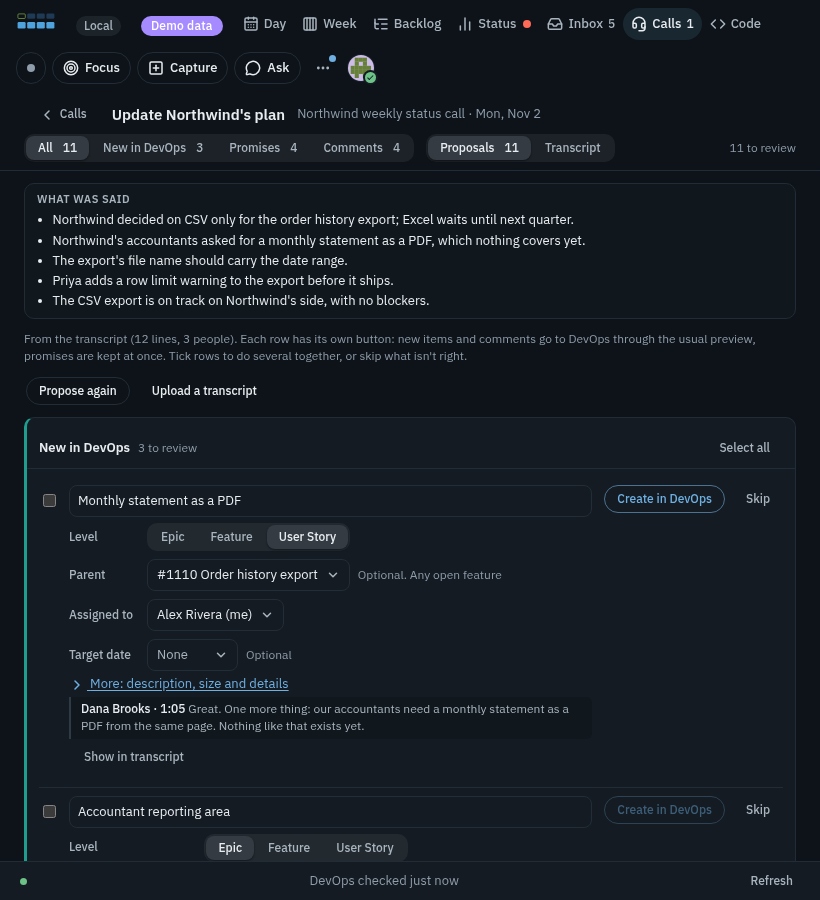 Local
Demo data
Day
Week
Backlog
Status
Inbox 5
Calls 1
Code
Focus
Capture
Ask
Calls
Update Northwind's plan
Northwind weekly status call · Mon, Nov 2
All 11
New in DevOps 3
Promises 4
Comments 4
Proposals 11
Transcript
11 to review
WHAT WAS SAID
• Northwind decided on CSV only for the order history export; Excel waits until next quarter.
• Northwind's accountants asked for a monthly statement as a PDF, which nothing covers yet.
• The export's file name should carry the date range.
• Priya adds a row limit warning to the export before it ships.
• The CSV export is on track on Northwind's side, with no blockers.
From the transcript (12 lines, 3 people). Each row has its own button: new items and comments go to DevOps through the usual preview,
promises are kept at once. Tick rows to do several together, or skip what isn't right.
Propose again
Upload a transcript
New in DevOps 3 to review
Select all
Monthly statement as a PDF
Create in DevOps
Skip
Level
Epic
Feature
User Story
Parent
#1110 Order history export
Optional. Any open feature
Assigned to
Alex Rivera (me)
Target date
None
Optional
More: description, size and details
Dana Brooks · 1:05 Great. One more thing: our accountants need a monthly statement as a
PDF from the same page. Nothing like that exists yet.
Show in transcript
Accountant reporting area
Create in DevOps
Skip
Level
Epic
Feature
User Story
DevOps checked just now
Refresh